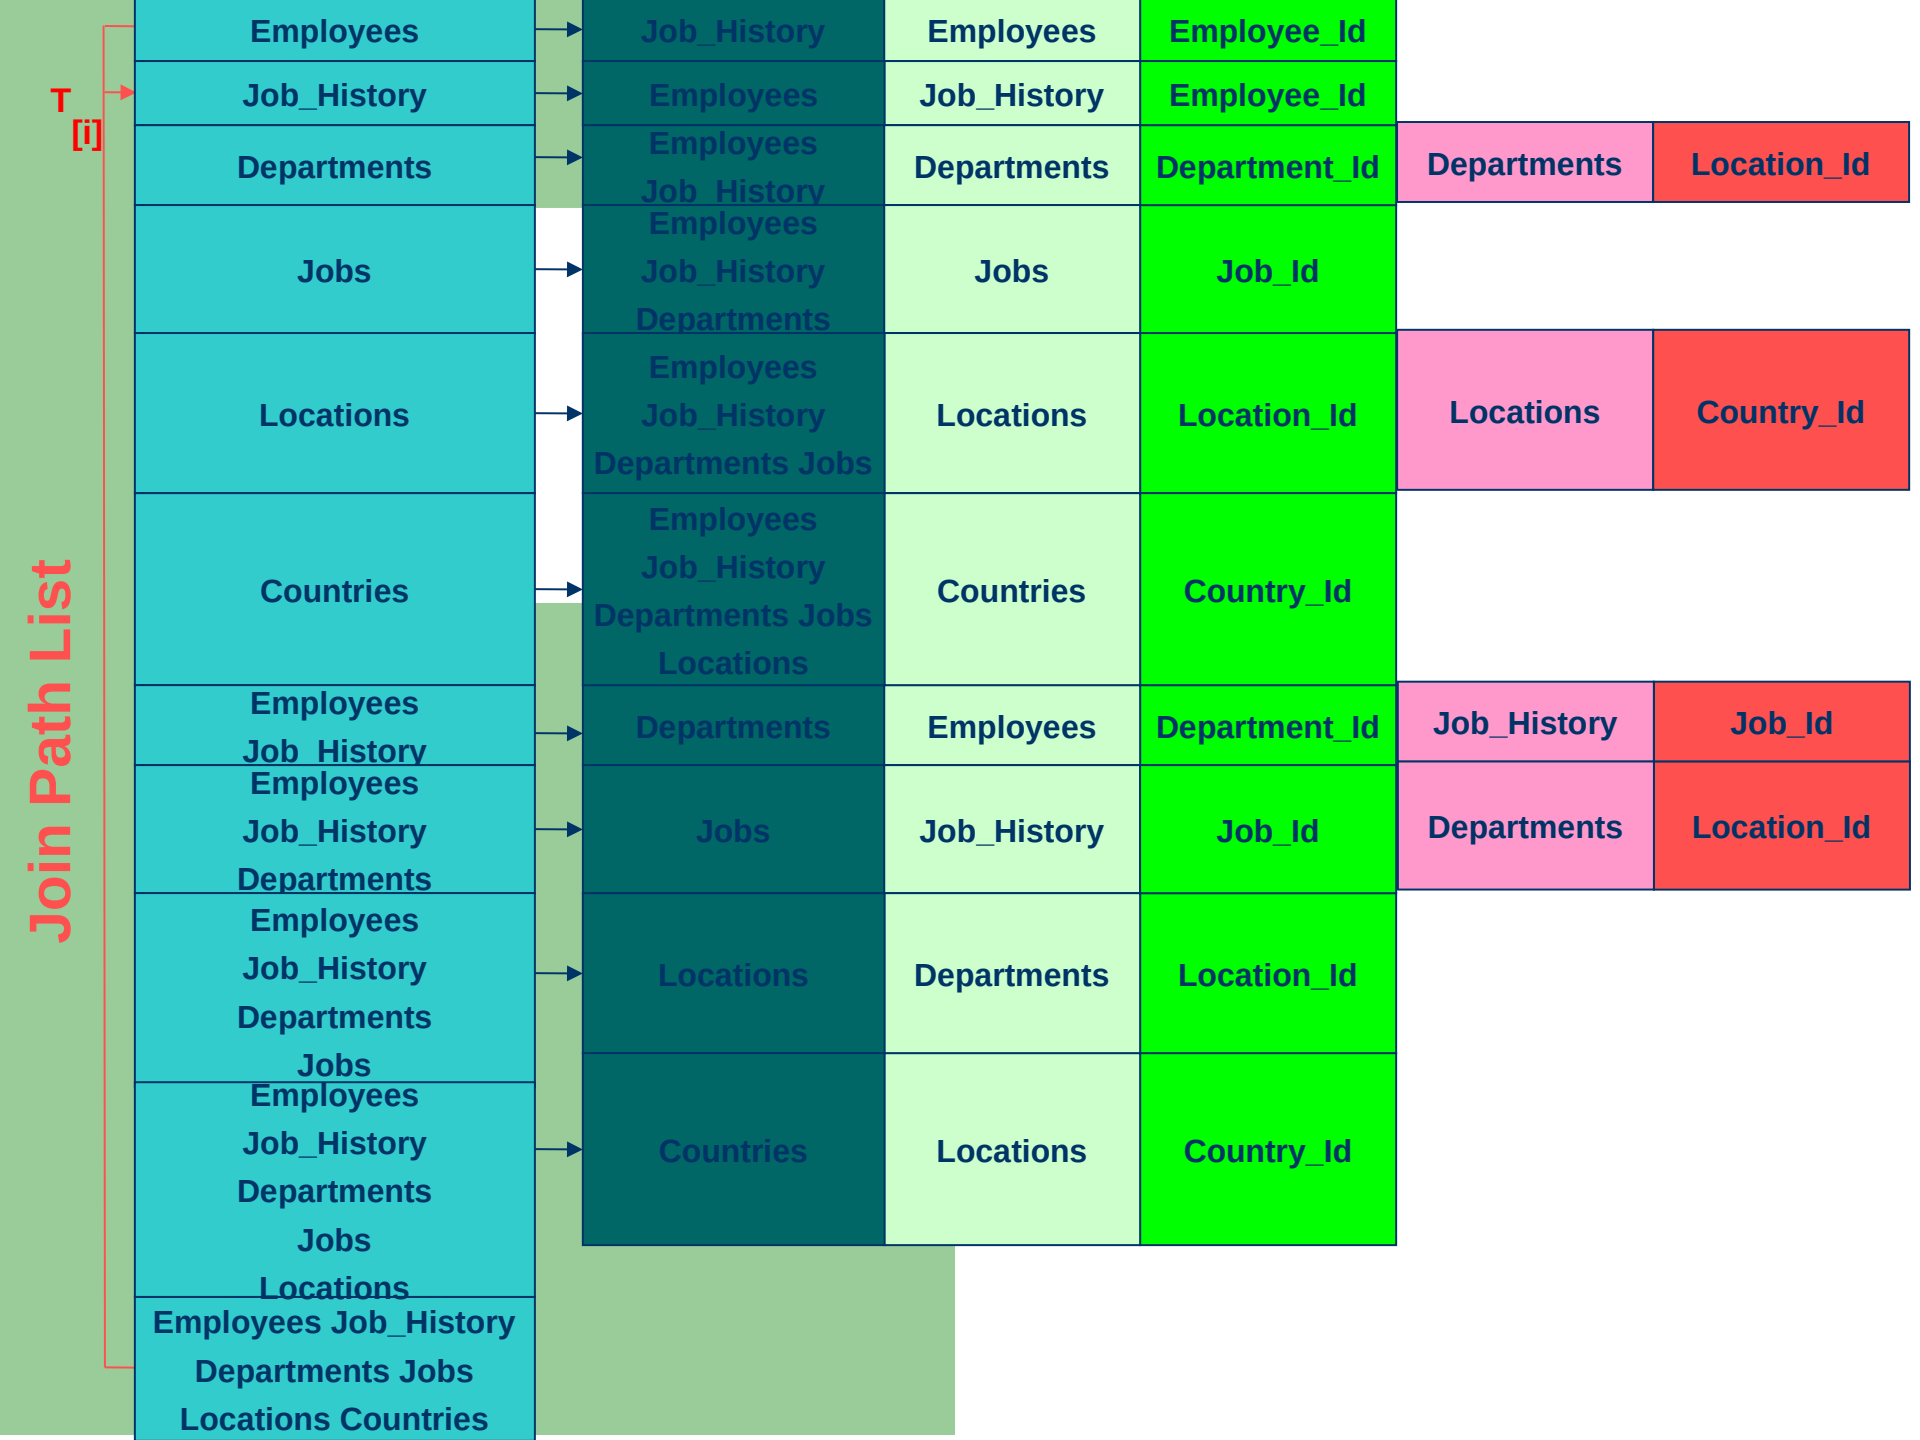 Join Path List
T
[i]
Employees
Job_History
Employees
Employee_Id
Job_History
Employees
Job_History
Employee_Id
Departments
Employees
Job_History
Departments
Department_Id
Departments
Location_Id
Jobs
Employees
Job_History
Departments
Jobs
Job_Id
Locations
Employees
Job_History
Departments Jobs
Locations
Location_Id
Locations
Country_Id
Countries
Employees
Job_History
Departments Jobs
Locations
Countries
Country_Id
Employees
Job_History
Departments
Employees
Department_Id
Job_History
Job_Id
Employees
Job_History
Departments
Jobs
Job_History
Job_Id
Departments
Location_Id
Employees
Job_History
Departments
Jobs
Locations
Departments
Location_Id
Employees
Job_History
Departments
Jobs
Locations
Countries
Locations
Country_Id
Employees Job_History
Departments Jobs
Locations Countries